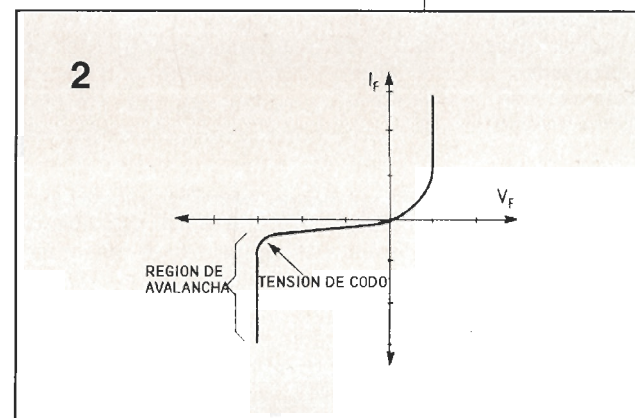 2
I_F
V_F
REGION DE
AVALANCHA
TENSION DE CODO